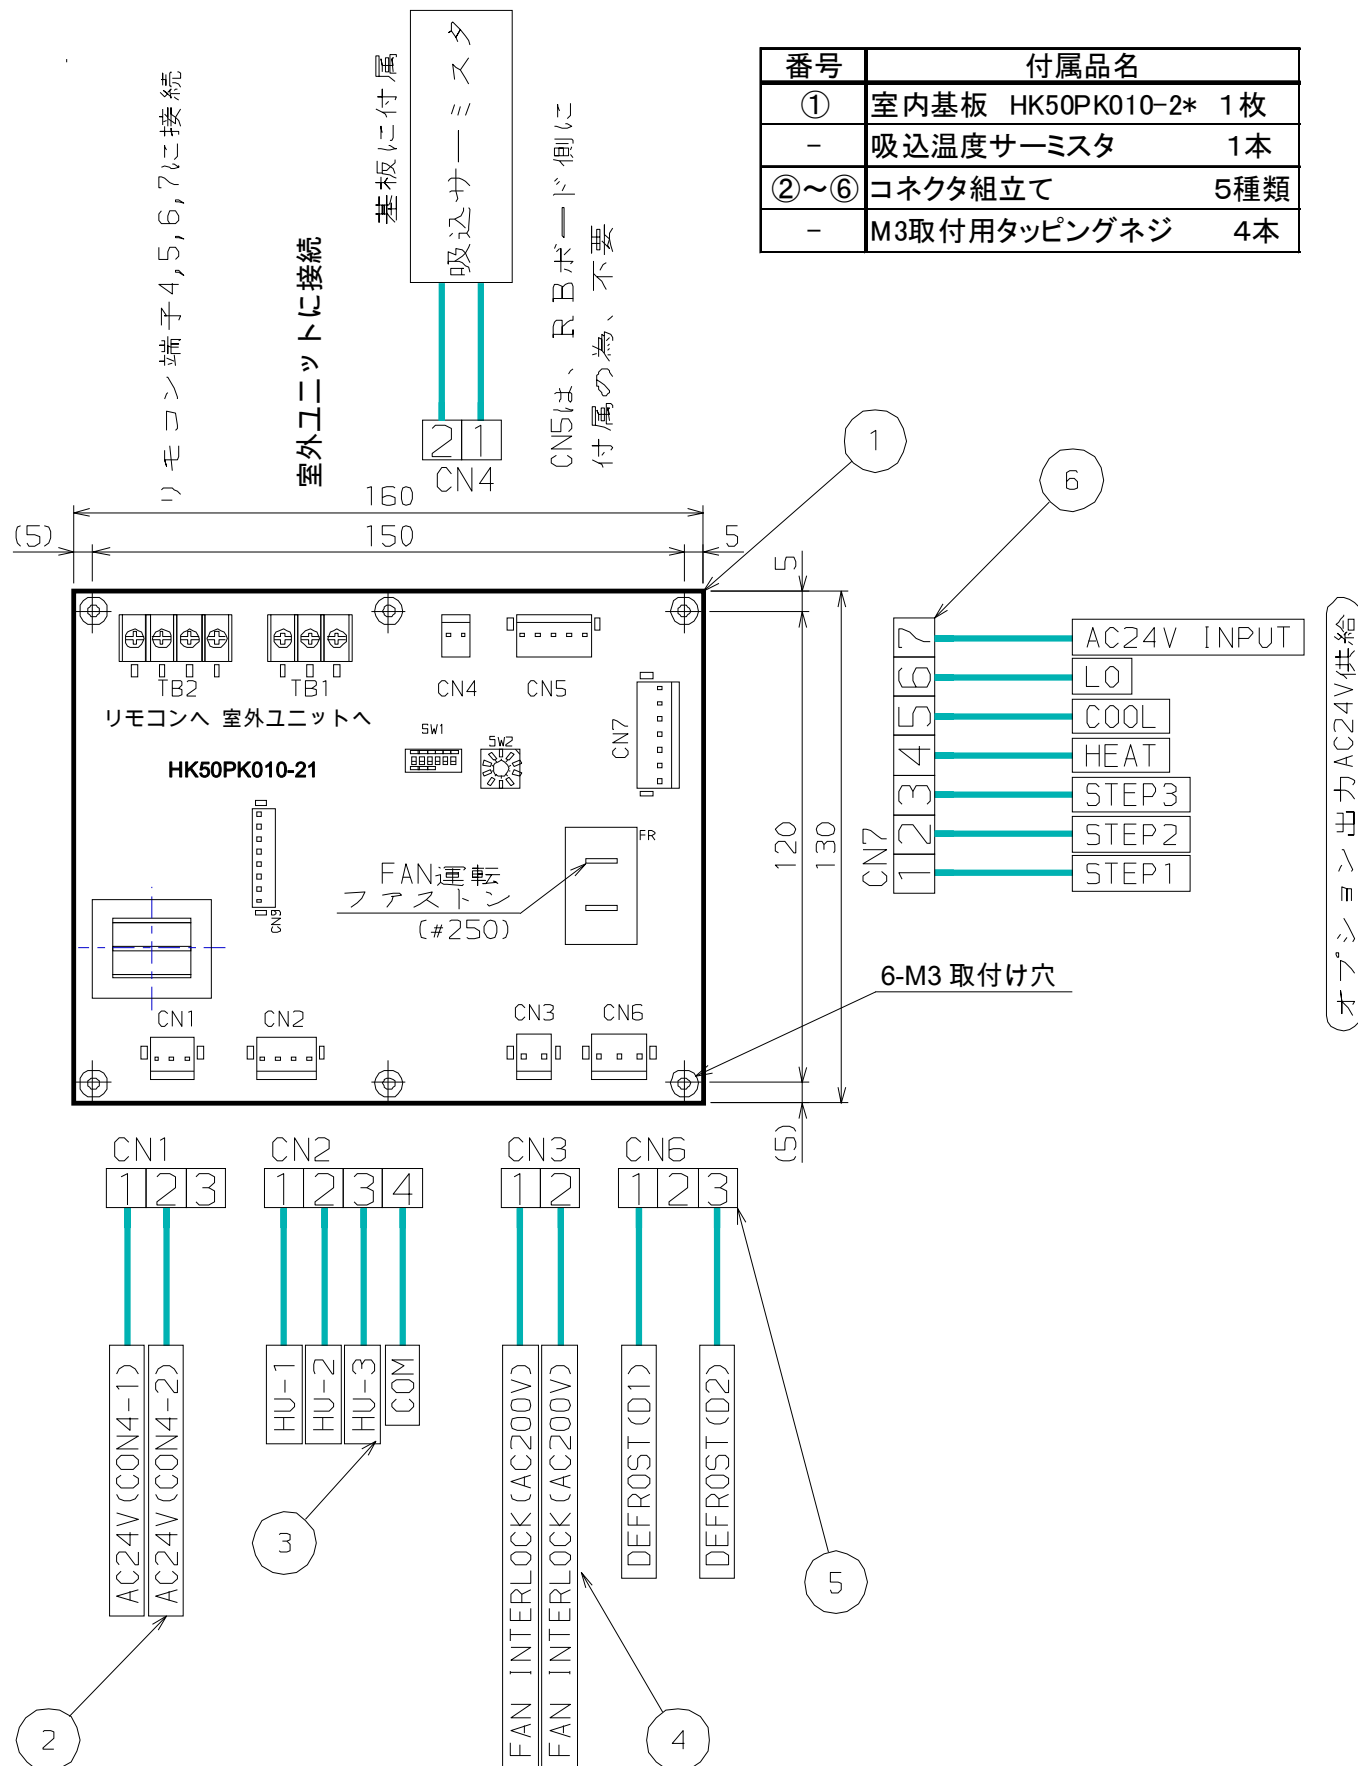 番号 付属品名
① 室内基板 HK50PK010-2* 1枚
- 吸込温度サーミスタ 1本
②~⑥ コネクタ組立て 5種類
- M3取付用タッピングネジ 4本
リモコン端子4,5,6,7に接続
室外ユニットに接続
基板に付属
吸込サーミスタ
CN5は、RBボード側に
付属の為、不要
2 1
CN4
1
6
160
(5) 150 5
5
120
130
(5)
TB2 TB1 CN4 CN5
リモコンへ 室外ユニットへ
CN7
SW1 SW2
HK50PK010-21
FR
CN9
FAN運転
ファストン
(#250)
6-M3 取付け穴
CN1 CN2 CN3 CN6
CN7
7 AC24V INPUT
6 LO
5 COOL
4 HEAT
3 STEP3
2 STEP2
1 STEP1
オプション出力AC24V供給
CN1 CN2 CN3 CN6
1 2 3 1 2 3 4 1 2 1 2 3
AC24V(CON4-1)
AC24V(CON4-2)
HU-1
HU-2
HU-3
COM
FAN INTERLOCK(AC200V)
FAN INTERLOCK(AC200V)
DEFROST(D1)
DEFROST(D2)
3
5
2
4